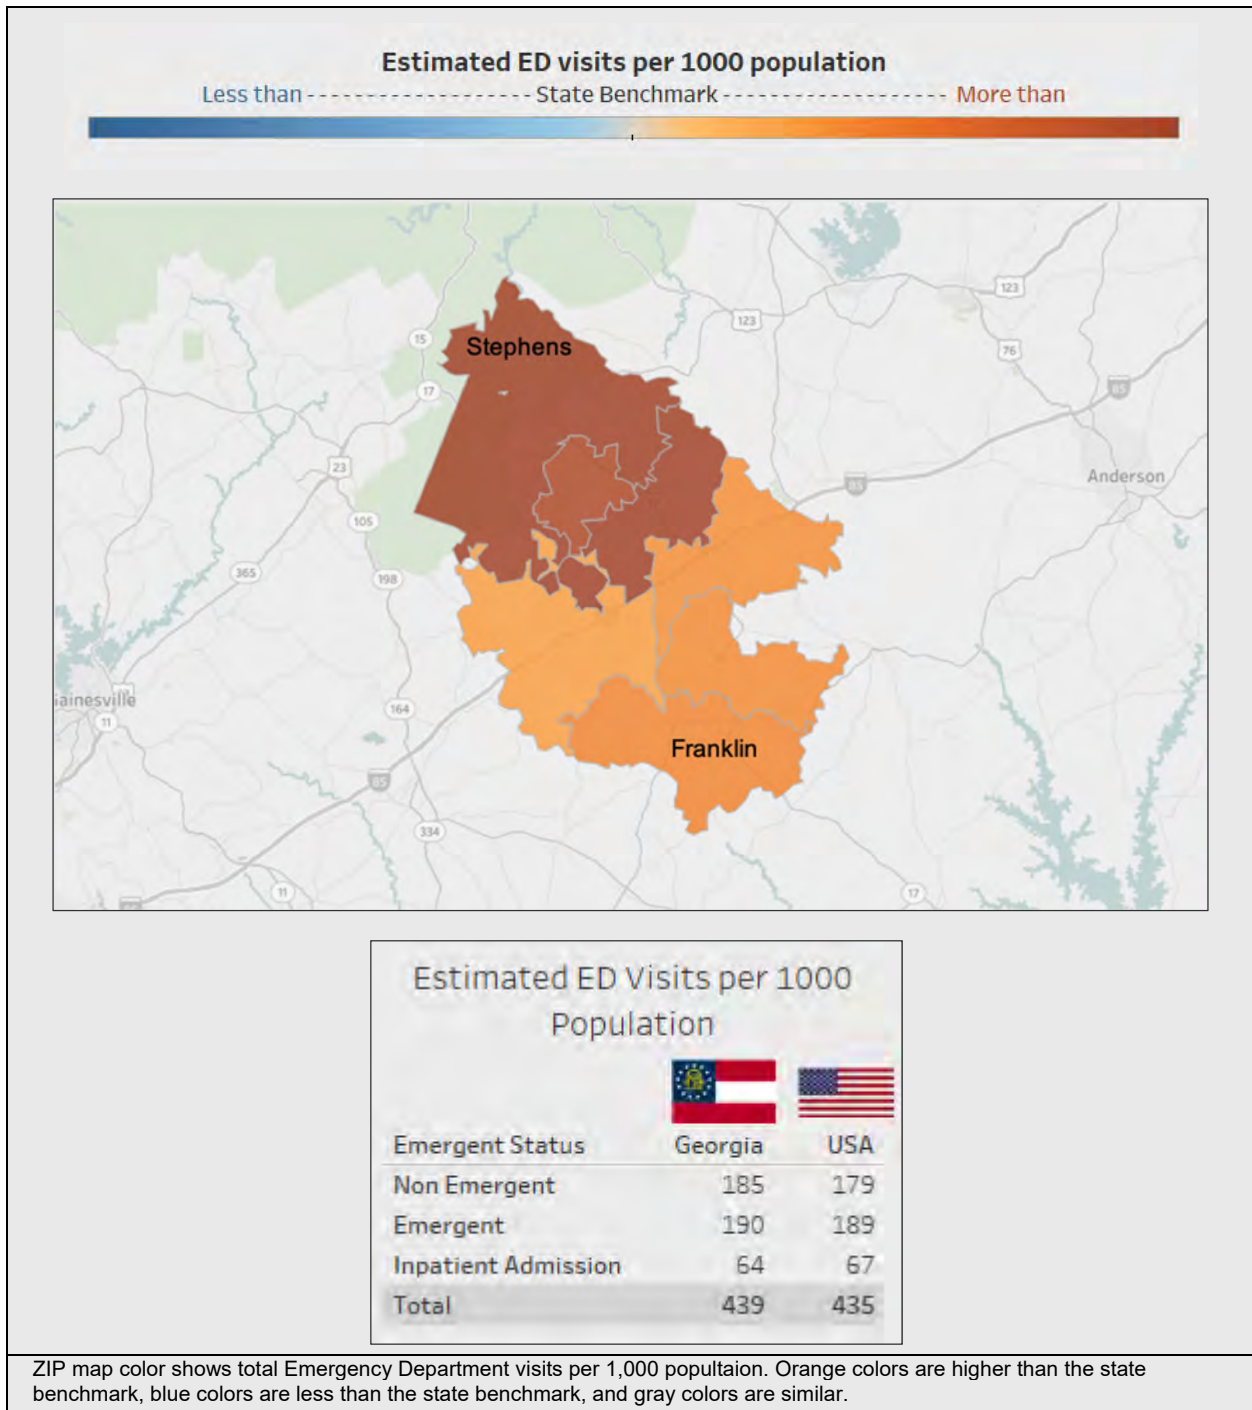 Estimated ED visits per 1000 population
Less than - - - - - - - - - - - - - - - - - - - State Benchmark - - - - - - - - - - - - - - - - - - - More than
123
123
Stephens
15
76
17
85
23
Anderson
85
105
365
198
ainesville
11
164
Franklin
85
334
11
17
Estimated ED Visits per 1000
Population
Emergent Status Georgia USA
Non Emergent 185 179
Emergent 190 189
Inpatient Admission 64 67
Total 439 435
ZIP map color shows total Emergency Department visits per 1,000 popultaion. Orange colors are higher than the state
benchmark, blue colors are less than the state benchmark, and gray colors are similar.